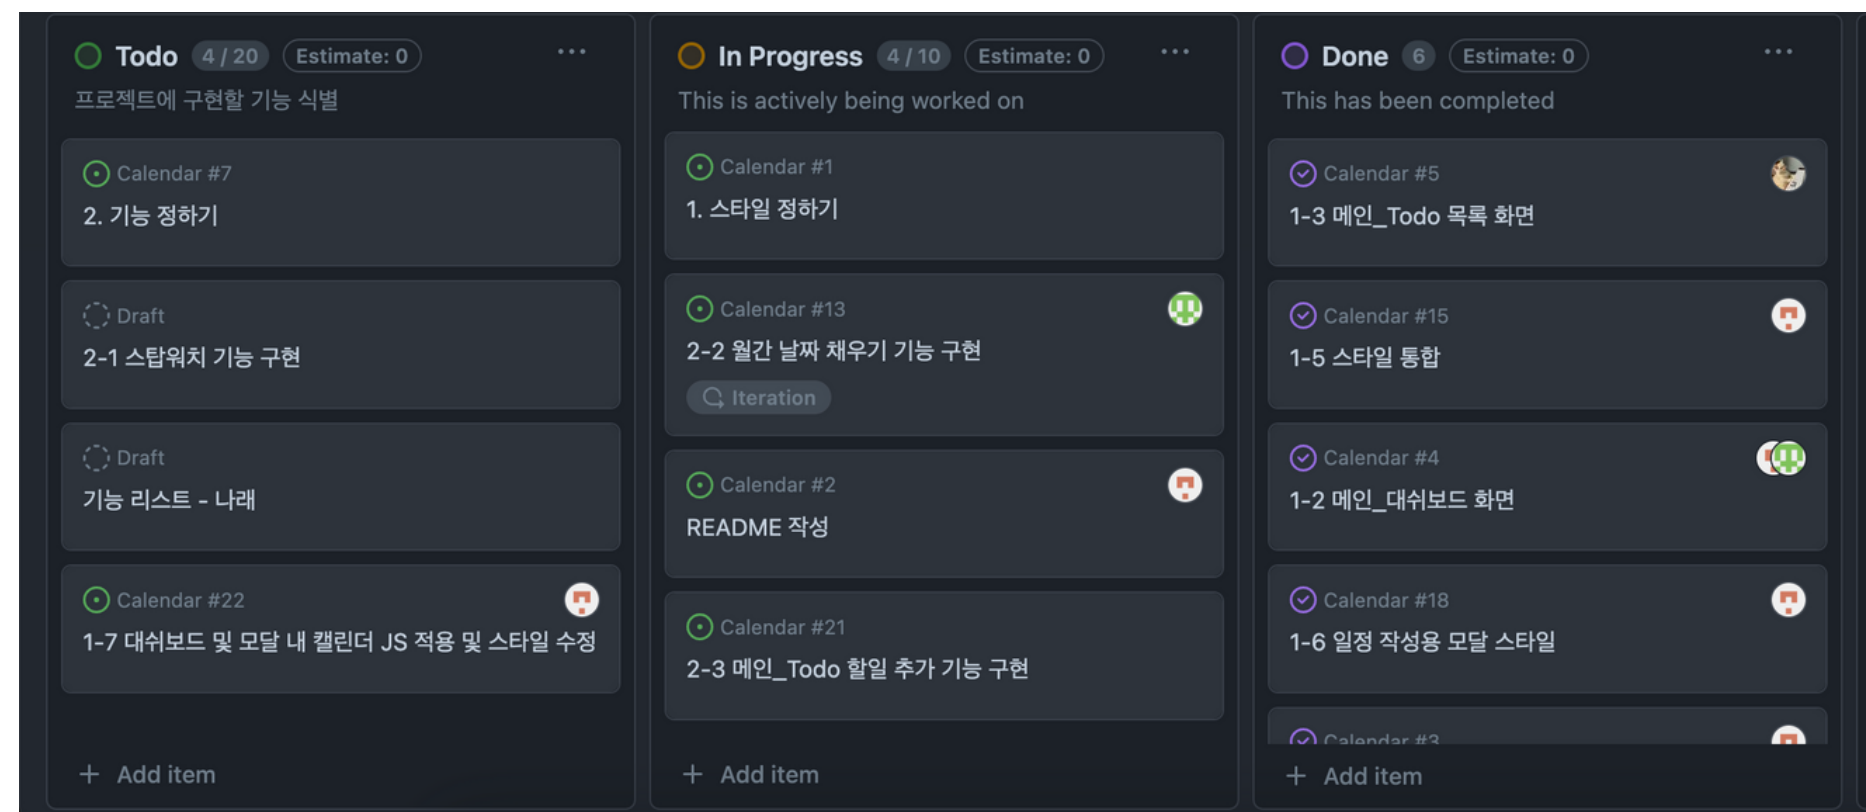 Todo 4 / 20 Estimate: 0
프로젝트에 구현할 기능 식별
Calendar #7
2. 기능 정하기
Draft
2-1 스탑워치 기능 구현
Draft
기능 리스트 - 나래
Calendar #22
1-7 대쉬보드 및 모달 내 캘린더 JS 적용 및 스타일 수정
+ Add item
In Progress 4 / 10 Estimate: 0
This is actively being worked on
Calendar #1
1. 스타일 정하기
Calendar #13
2-2 월간 날짜 채우기 기능 구현
Iteration
Calendar #2
README 작성
Calendar #21
2-3 메인_Todo 할일 추가 기능 구현
+ Add item
Done 6 Estimate: 0
This has been completed
Calendar #5
1-3 메인_Todo 목록 화면
Calendar #15
1-5 스타일 통합
Calendar #4
1-2 메인_대쉬보드 화면
Calendar #18
1-6 일정 작성용 모달 스타일
Calendar #3
+ Add item